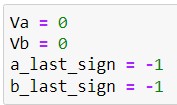 Va = 0
Vb = 0
a_last_sign = -1
b_last_sign = -1